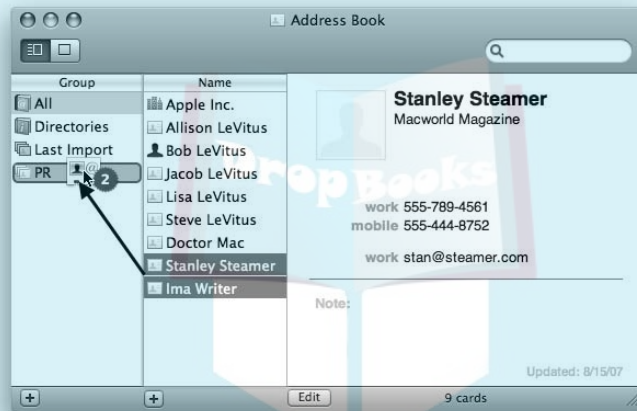 Address Book
Group
All
Directories
Last Import
PR
@
2
Name
Apple Inc.
Allison LeVitus
Bob LeVitus
Jacob LeVitus
Lisa LeVitus
Steve LeVitus
Doctor Mac
Stanley Steamer
Ima Writer
Stanley Steamer
Macworld Magazine
work 555-789-4561
mobile 555-444-8752
work stan@steamer.com
Note:
Updated: 8/15/07
Edit
9 cards
Drop Books